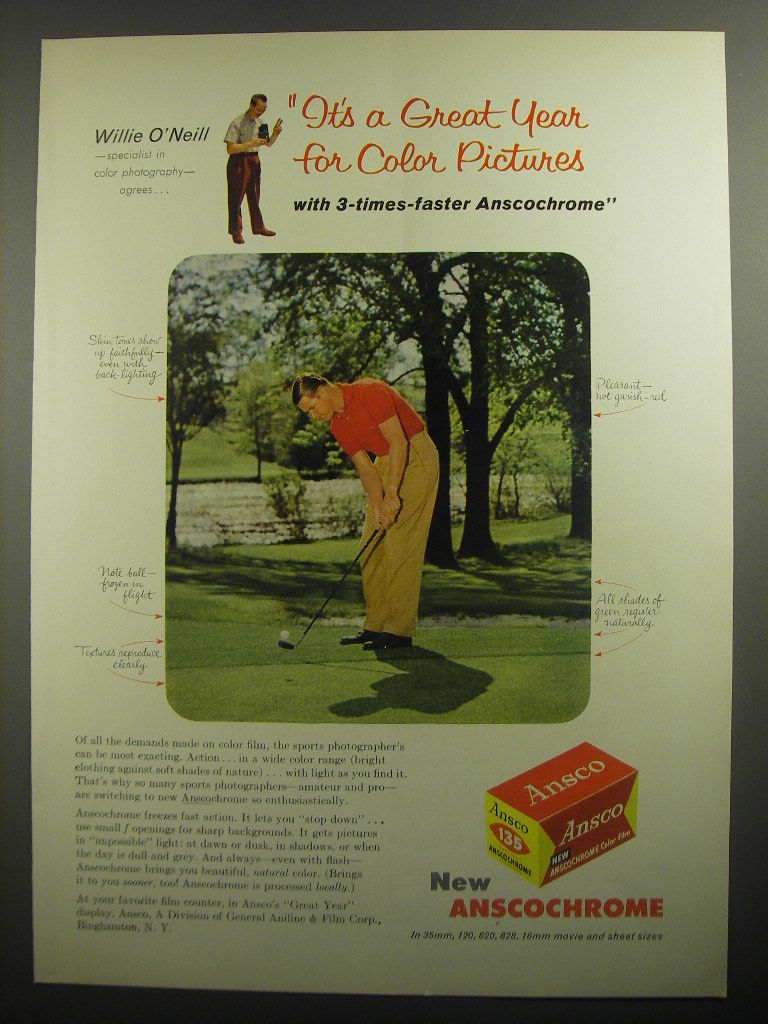 Willie O'Neill
—specialist in
color photography—
agrees...
"It's a Great Year
for Color Pictures
with 3-times-faster Anscochrome"
Skin tones show
up faithfully—
even with
back-lighting
Pleasant—
not garish—red
Note ball—
frozen in
flight
Textures reproduce
clearly
All shades of
green register
naturally
Of all the demands made on color film, the sports photographer's
can be most exacting. Action . . . in a wide color range (bright
clothing against soft shades of nature) . . . with light as you find it.
That's why so many sports photographers—amateur and pro—
are switching to new Anscochrome so enthusiastically.
Anscochrome freezes fast action. It lets you "stop down" . . .
use small f openings for sharp backgrounds. It gets pictures
in "impossible" light: at dawn or dusk, in shadows, or when
the day is dull and grey. And always—even with flash—
Anscochrome brings you beautiful, natural color. (Brings
it to you sooner, too! Anscochrome is processed locally.)
At your favorite film counter, in Ansco's "Great Year"
display. Ansco, A Division of General Aniline & Film Corp.,
Binghamton, N. Y.
Ansco
Ansco
135
ANSCOCHROME
Ansco
NEW
ANSCOCHROME Color Film
New
ANSCOCHROME
In 35mm, 120, 620, 828, 16mm movie and sheet sizes